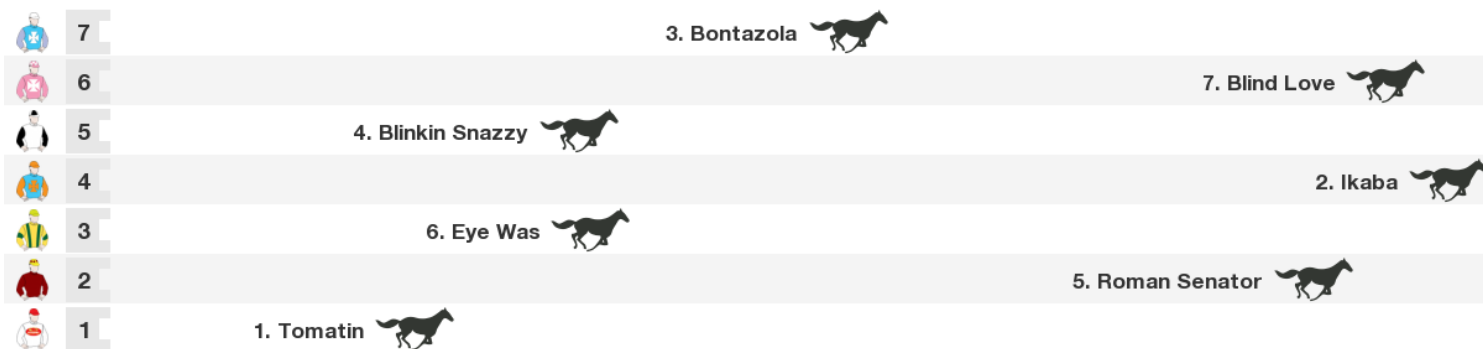 7 3. Bontazola
6 7. Blind Love
5 4. Blinkin Snazzy
4 2. Ikaba
3 6. Eye Was
2 5. Roman Senator
1 1. Tomatin